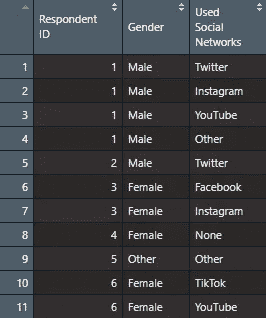 Respondent ID Gender Used Social Networks
1 1 Male Twitter
2 1 Male Instagram
3 1 Male YouTube
4 1 Male Other
5 2 Male Twitter
6 3 Female Facebook
7 3 Female Instagram
8 4 Female None
9 5 Other Other
10 6 Female TikTok
11 6 Female YouTube